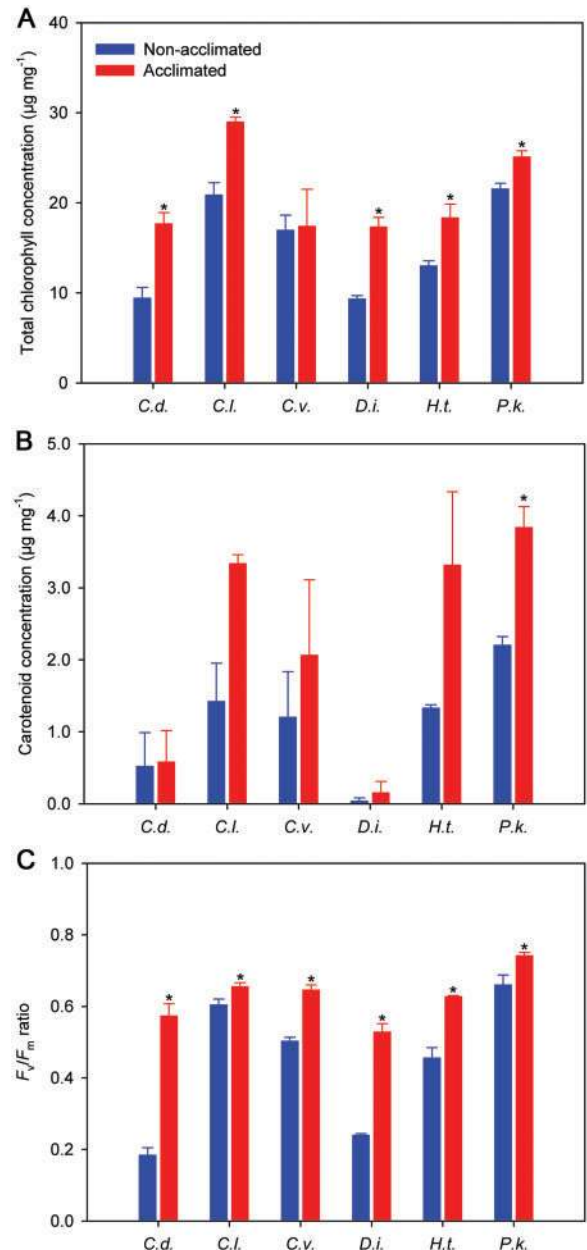 A
Total chlorophyll concentration (µg mg⁻¹)
40
30
20
10
0
Non-acclimated
Acclimated
* * * * *
C.d. C.l. C.v. D.i. H.t. P.k.
B
Carotenoid concentration (µg mg⁻¹)
5.0
4.0
3.0
2.0
1.0
0.0
*
C.d. C.l. C.v. D.i. H.t. P.k.
C
Fᵥ/Fₘ ratio
1.0
0.8
0.6
0.4
0.2
0.0
* * * * * *
C.d. C.l. C.v. D.i. H.t. P.k.